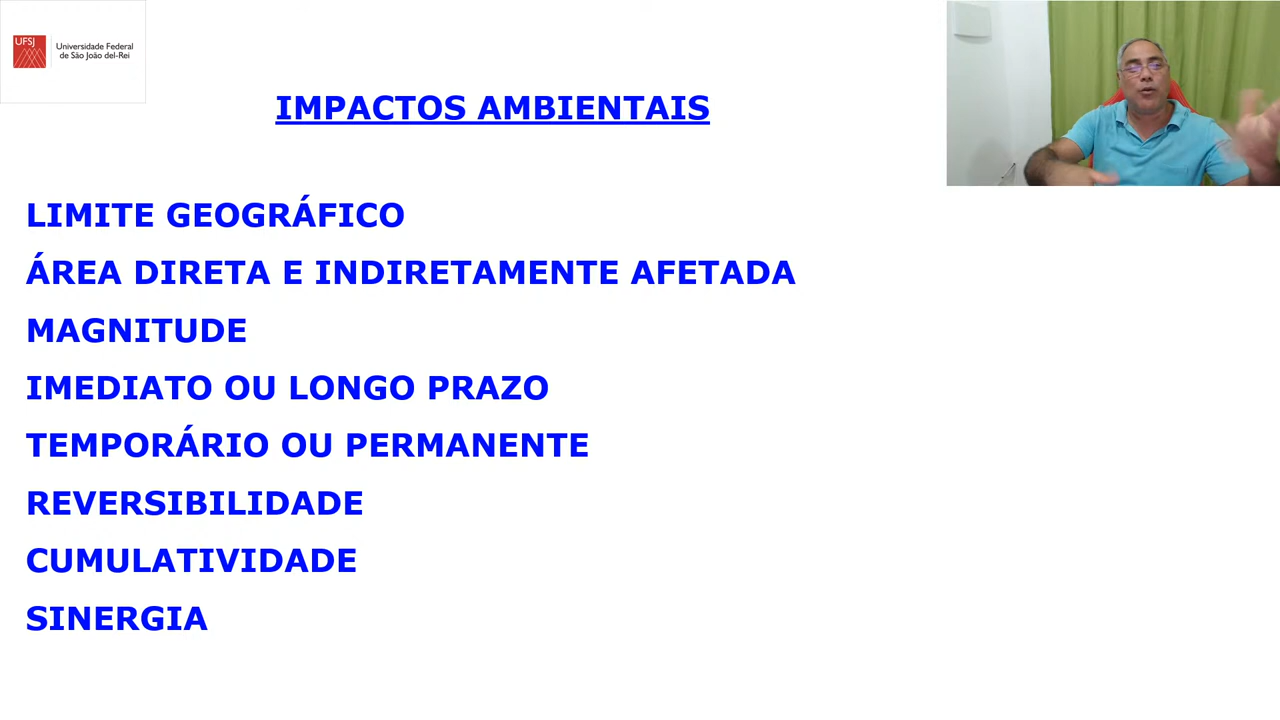 UFSJ
Universidade Federal
de São João del-Rei
IMPACTOS AMBIENTAIS
LIMITE GEOGRÁFICO
ÁREA DIRETA E INDIRETAMENTE AFETADA
MAGNITUDE
IMEDIATO OU LONGO PRAZO
TEMPORÁRIO OU PERMANENTE
REVERSIBILIDADE
CUMULATIVIDADE
SINERGIA